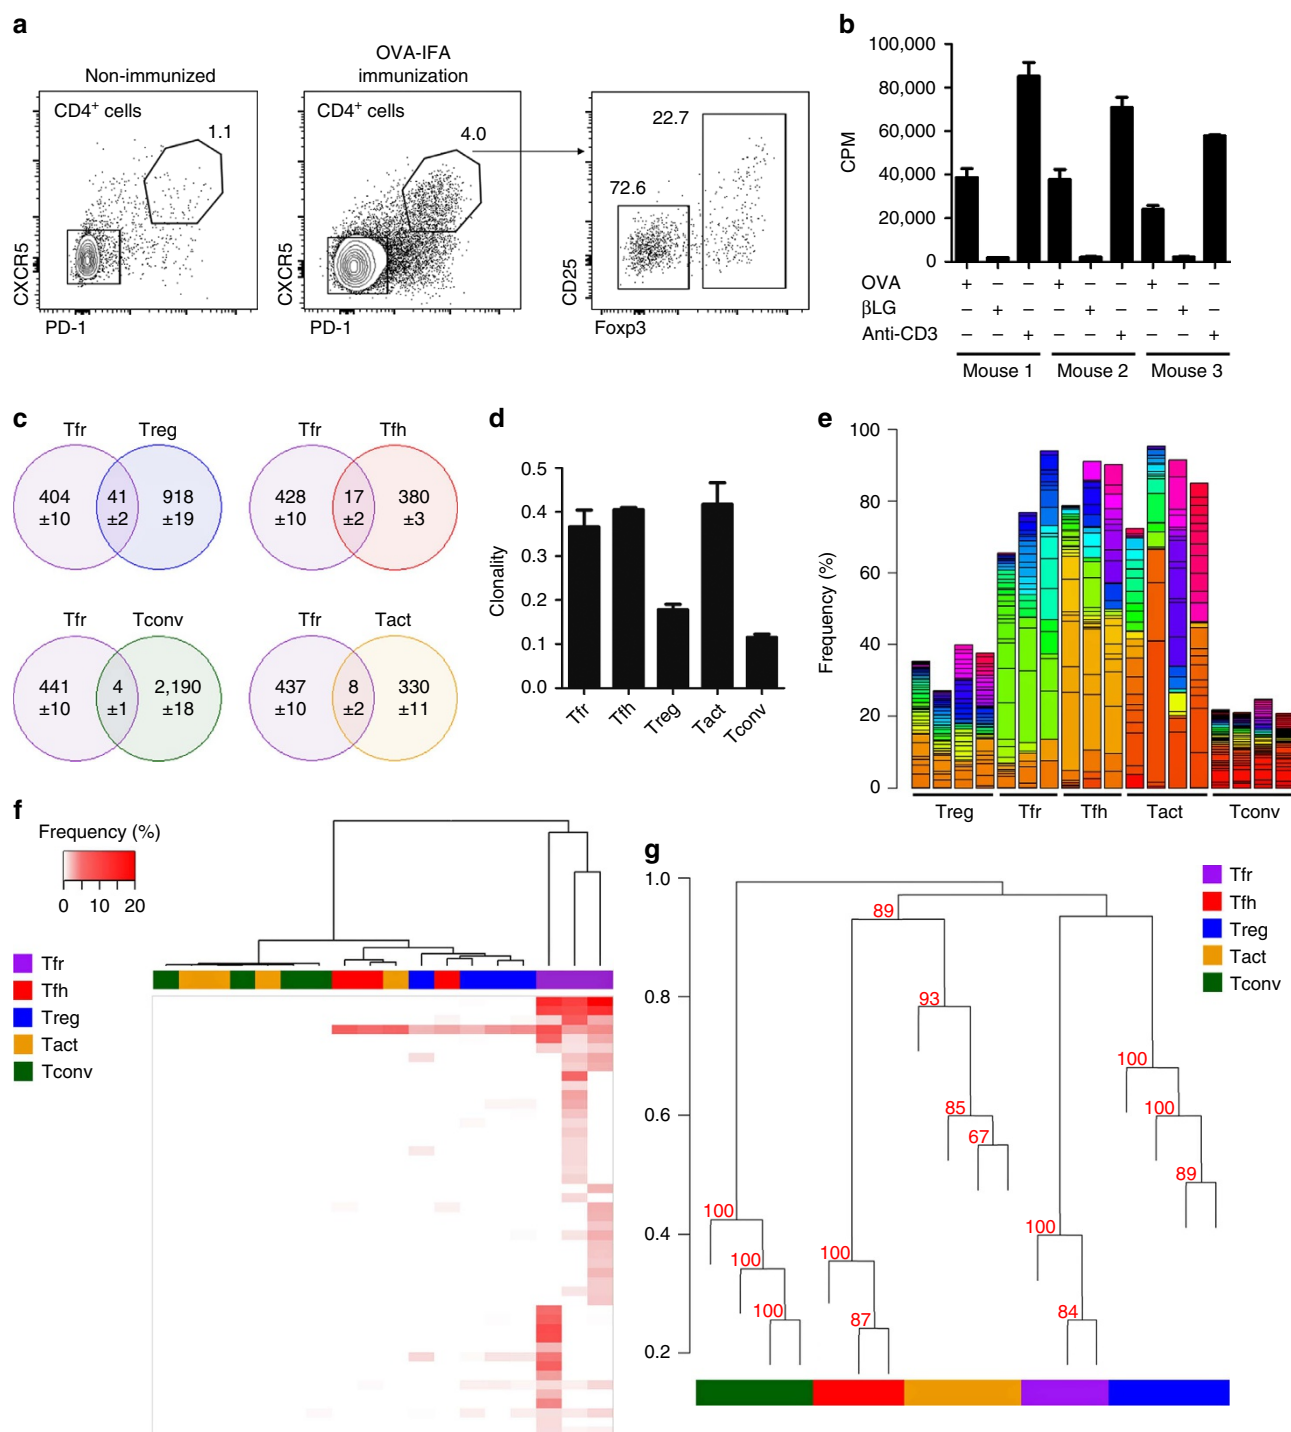 a
Non-immunized
OVA-IFA
immunization
CD4+ cells
1.1
CD4+ cells
4.0
22.7
72.6
CXCR5
PD-1
CXCR5
PD-1
CD25
Foxp3
b
CPM
100,000
80,000
60,000
40,000
20,000
0
OVA + – – + – – + – –
βLG – + – – + – – + –
Anti-CD3 – – + – – + – – +
Mouse 1 Mouse 2 Mouse 3
c
Tfr Treg
404 ±10
41 ±2
918 ±19
Tfr Tfh
428 ±10
17 ±2
380 ±3
Tfr Tconv
441 ±10
4 ±1
2,190 ±18
Tfr Tact
437 ±10
8 ±2
330 ±11
d
Clonality
0.5
0.4
0.3
0.2
0.1
0.0
Tfr Tfh Treg Tact Tconv
e
Frequency (%)
100
80
60
40
20
0
Treg Tfr Tfh Tact Tconv
f
Frequency (%)
0 10 20
Tfr
Tfh
Treg
Tact
Tconv
g
1.0
0.8
0.6
0.4
0.2
89
93
85
67
100
100
89
100
100
100
100
87
100
84
Tfr
Tfh
Treg
Tact
Tconv